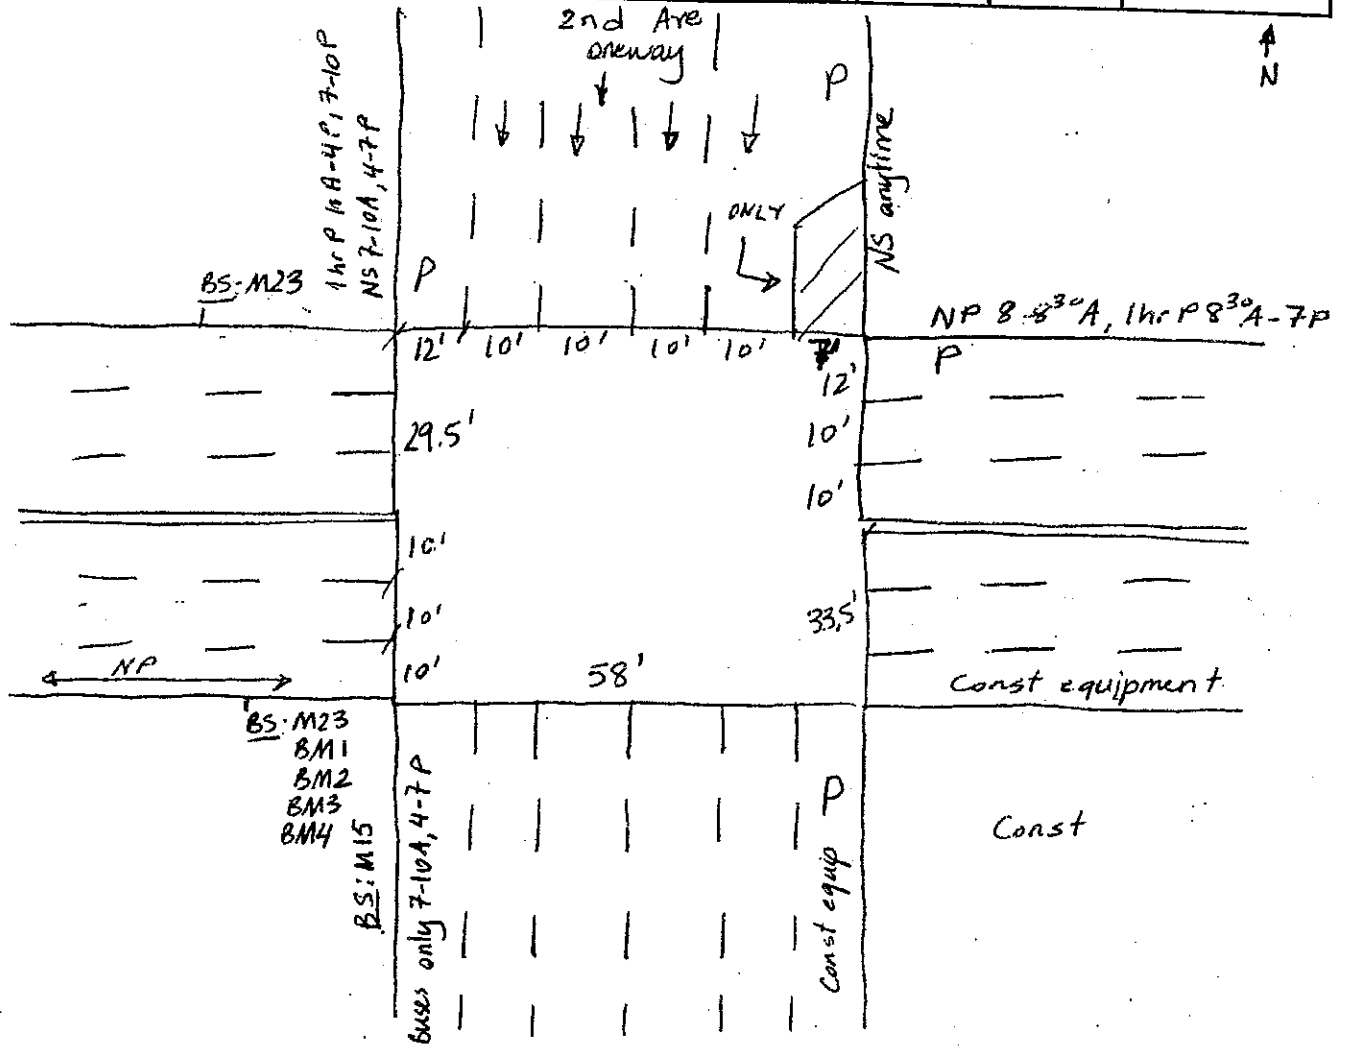 2nd Ave
oneway
N
P
1hr P 10A-4P, 7-10P
NS 7-10A, 4-7P
NS anytime
ONLY
P
BS: M23
NP 8-8³⁰A, 1hr P 8³⁰A-7P
12' 10' 10' 10' 10' 7'
P
12'
29.5'
10'
10'
10'
10'
33.5'
10'
58'
NP
Const equipment
BS: M23
BM1
BM2
BM3
BM4
BS: M15
Buses only 7-10A, 4-7P
P
Const equip
Const